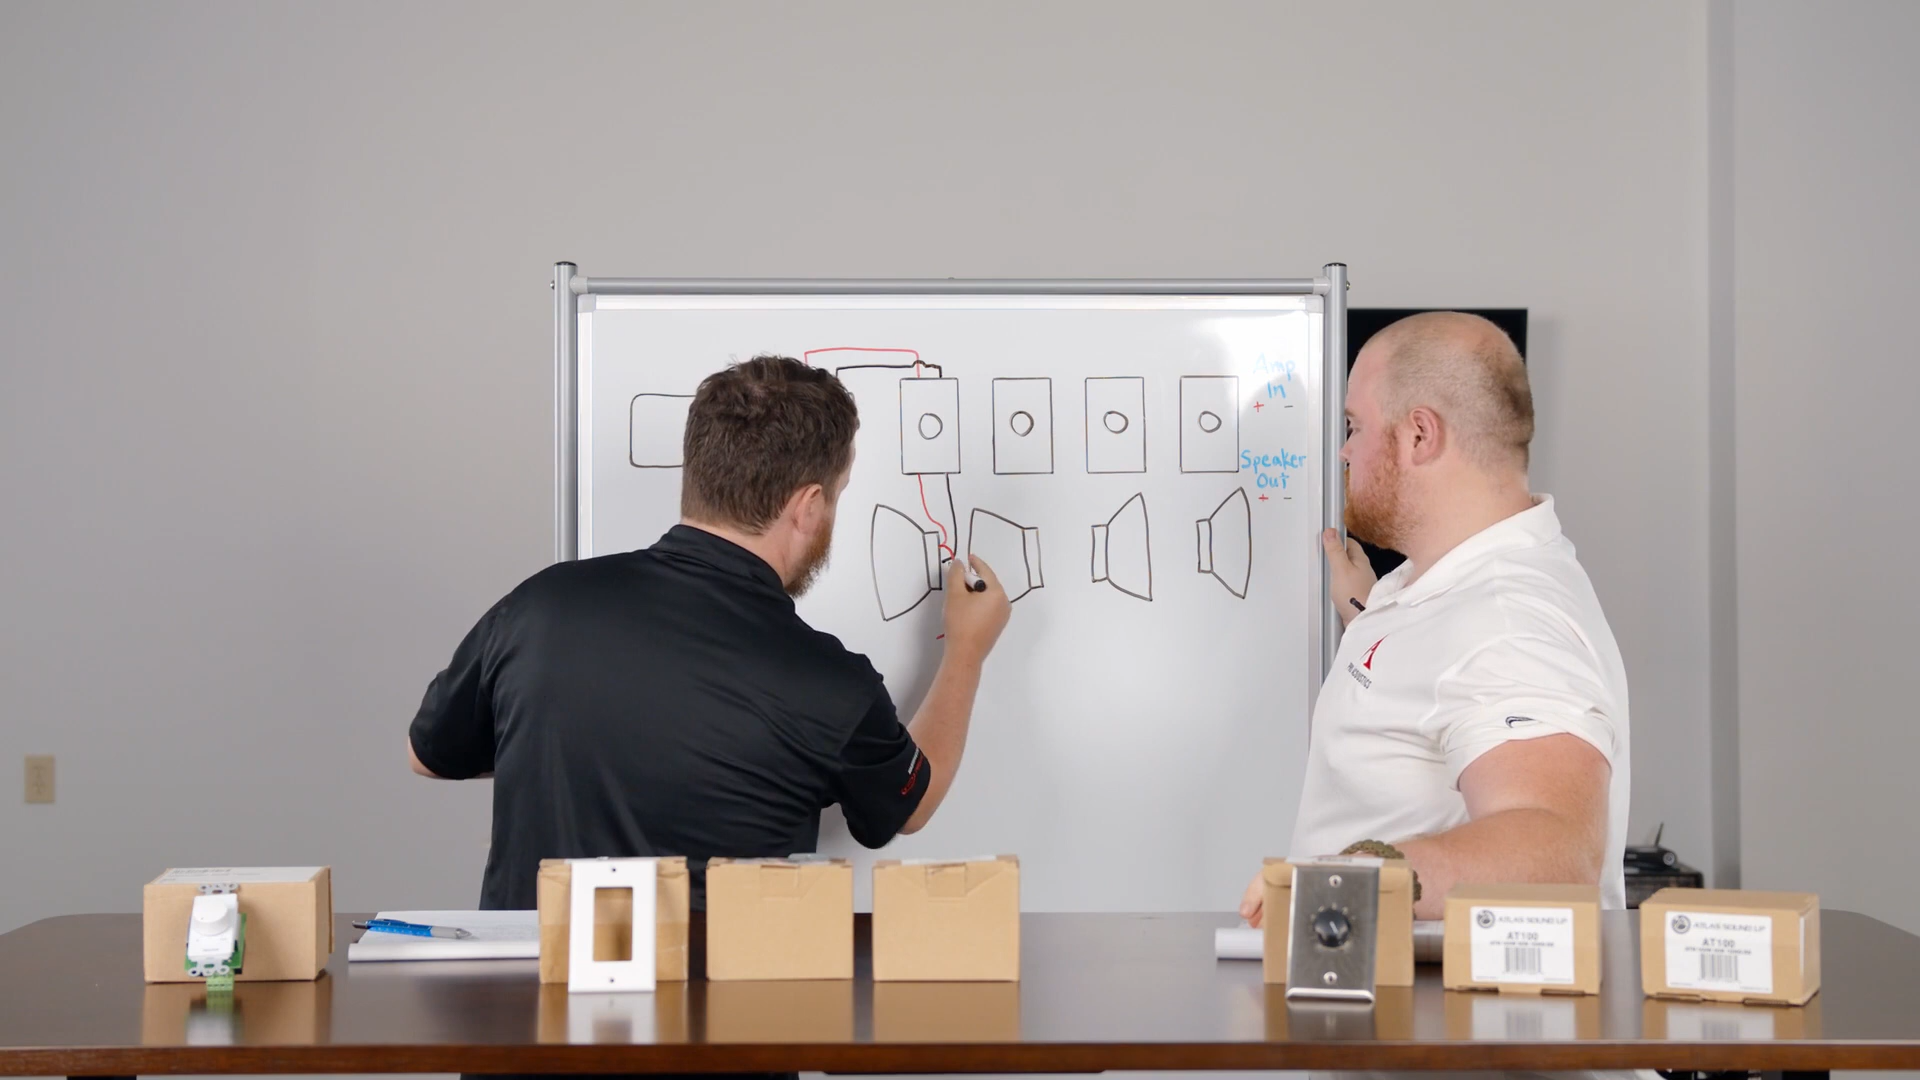 Amp
In
+ -
Speaker
Out
+ -
ATLAS SOUND LP
AT100
ATLAS SOUND LP
AT100